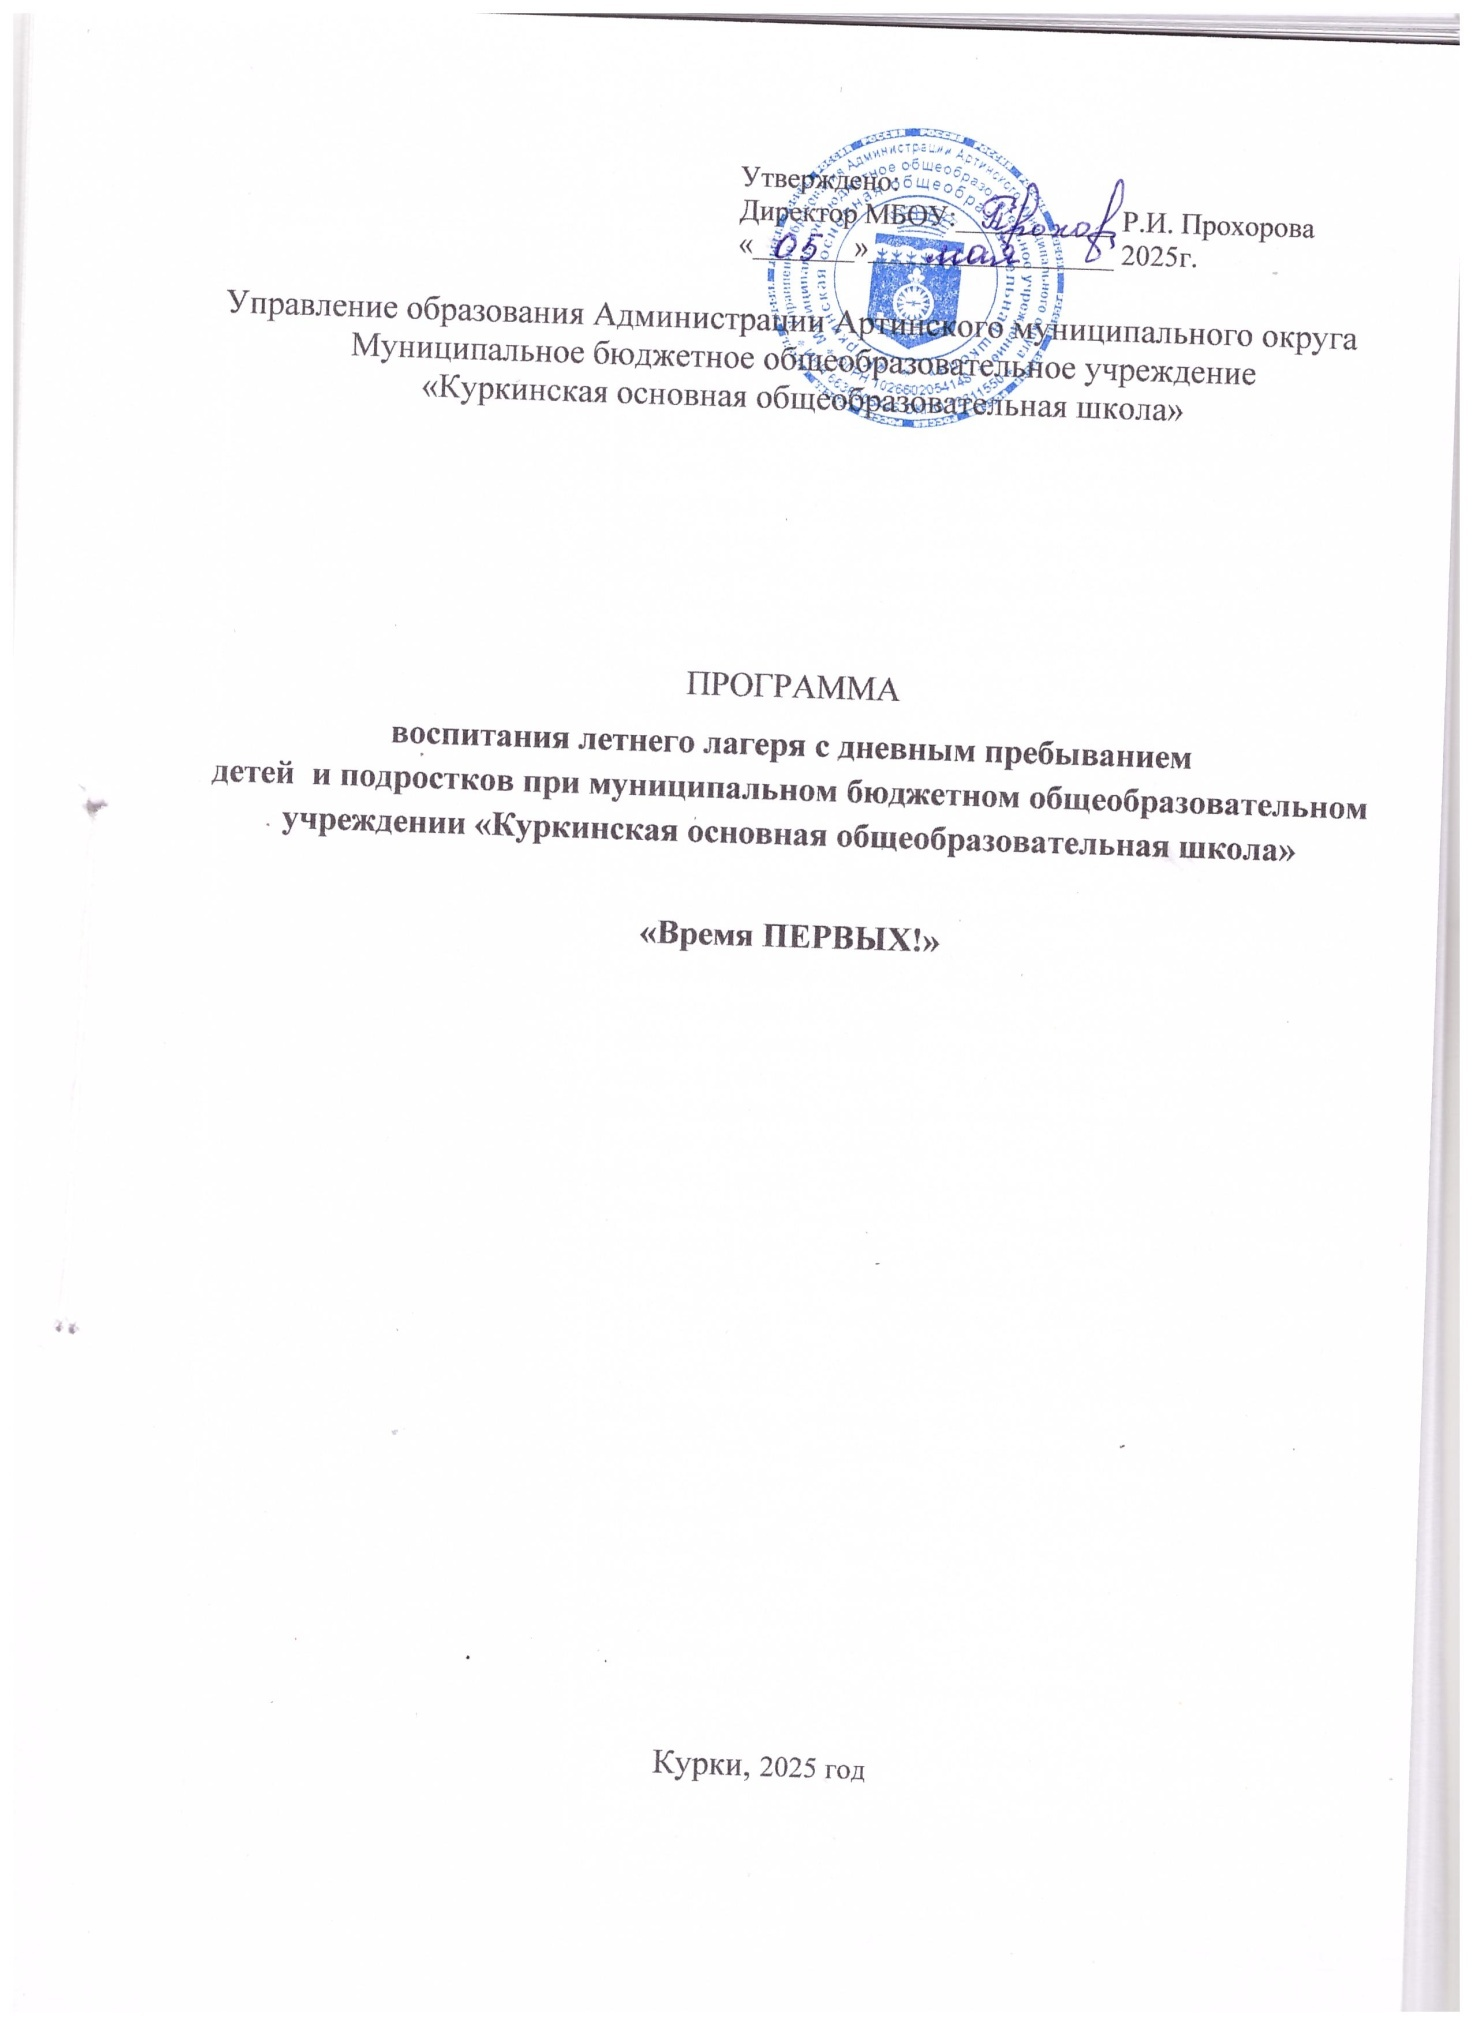 Утверждено:
Директор МБОУ: Прохор Р.И. Прохорова
« 05 » мая 2025г.
Управление образования Администрации Артинского муниципального округа
Муниципальное бюджетное общеобразовательное учреждение
«Куркинская основная общеобразовательная школа»
ПРОГРАММА
воспитания летнего лагеря с дневным пребыванием
детей и подростков при муниципальном бюджетном общеобразовательном
учреждении «Куркинская основная общеобразовательная школа»
«Время ПЕРВЫХ!»
Курки, 2025 год